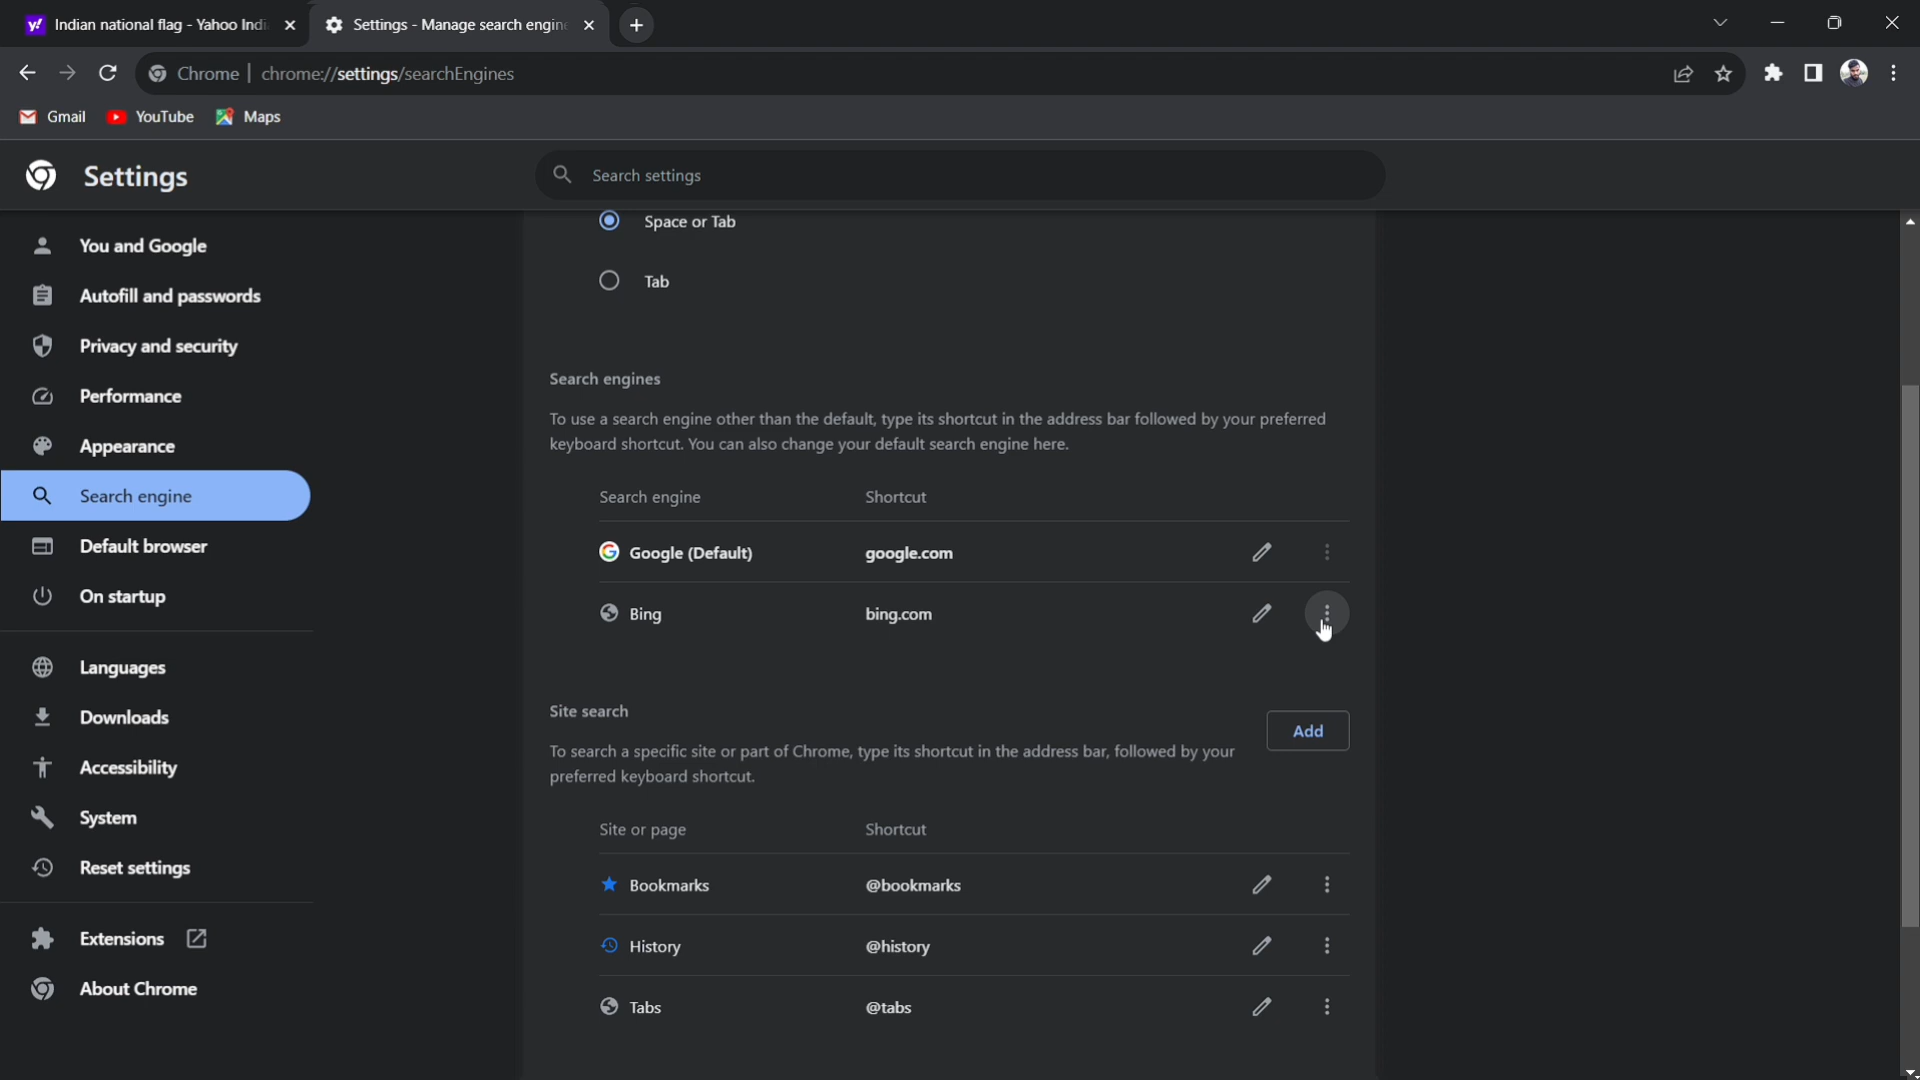 Indian national flag - Yahoo Indi
Settings - Manage search engine
Chrome | chrome://settings/searchEngines
Gmail YouTube Maps
Settings
Search settings
You and Google
Autofill and passwords
Privacy and security
Performance
Appearance
Search engine
Default browser
On startup
Languages
Downloads
Accessibility
System
Reset settings
Extensions
About Chrome
Space or Tab
Tab
Search engines
To use a search engine other than the default, type its shortcut in the address bar followed by your preferred
keyboard shortcut. You can also change your default search engine here.
Search engine Shortcut
Google (Default) google.com
Bing bing.com
Site search
Add
To search a specific site or part of Chrome, type its shortcut in the address bar, followed by your
preferred keyboard shortcut.
Site or page Shortcut
Bookmarks @bookmarks
History @history
Tabs @tabs